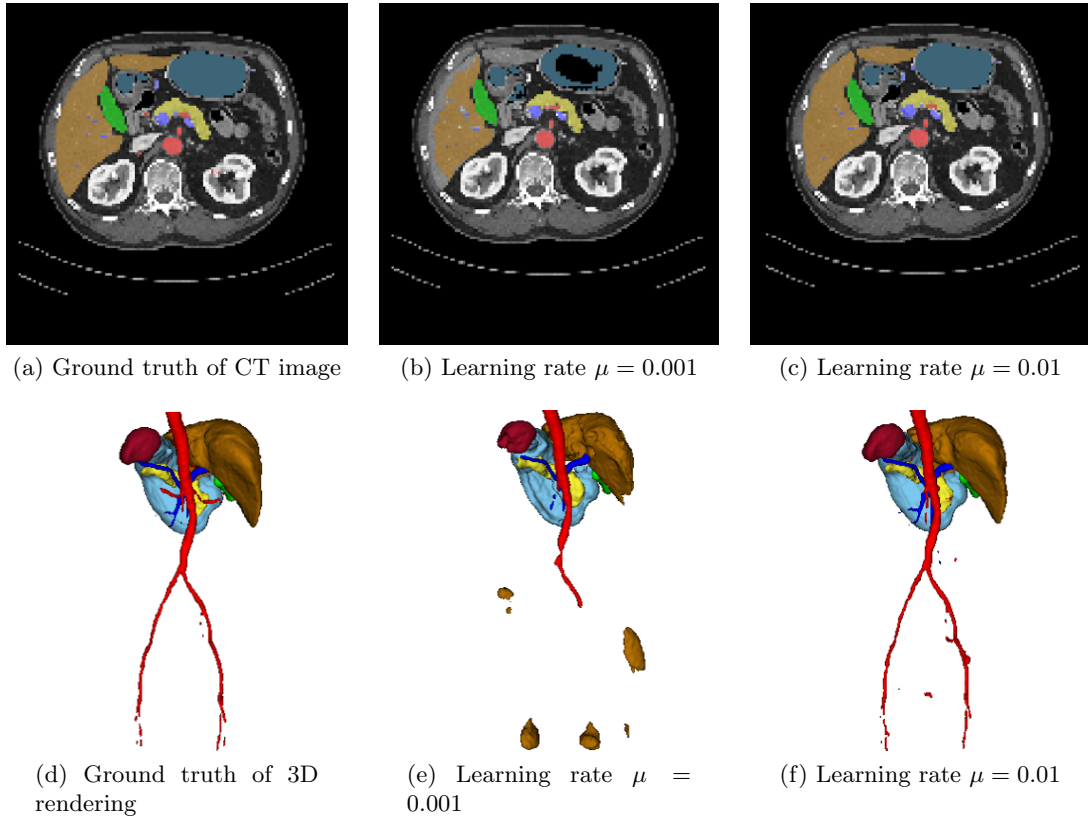 (a) Ground truth of CT image
(b) Learning rate μ = 0.001
(c) Learning rate μ = 0.01
(d) Ground truth of 3D
rendering
(e) Learning rate μ =
0.001
(f) Learning rate μ = 0.01